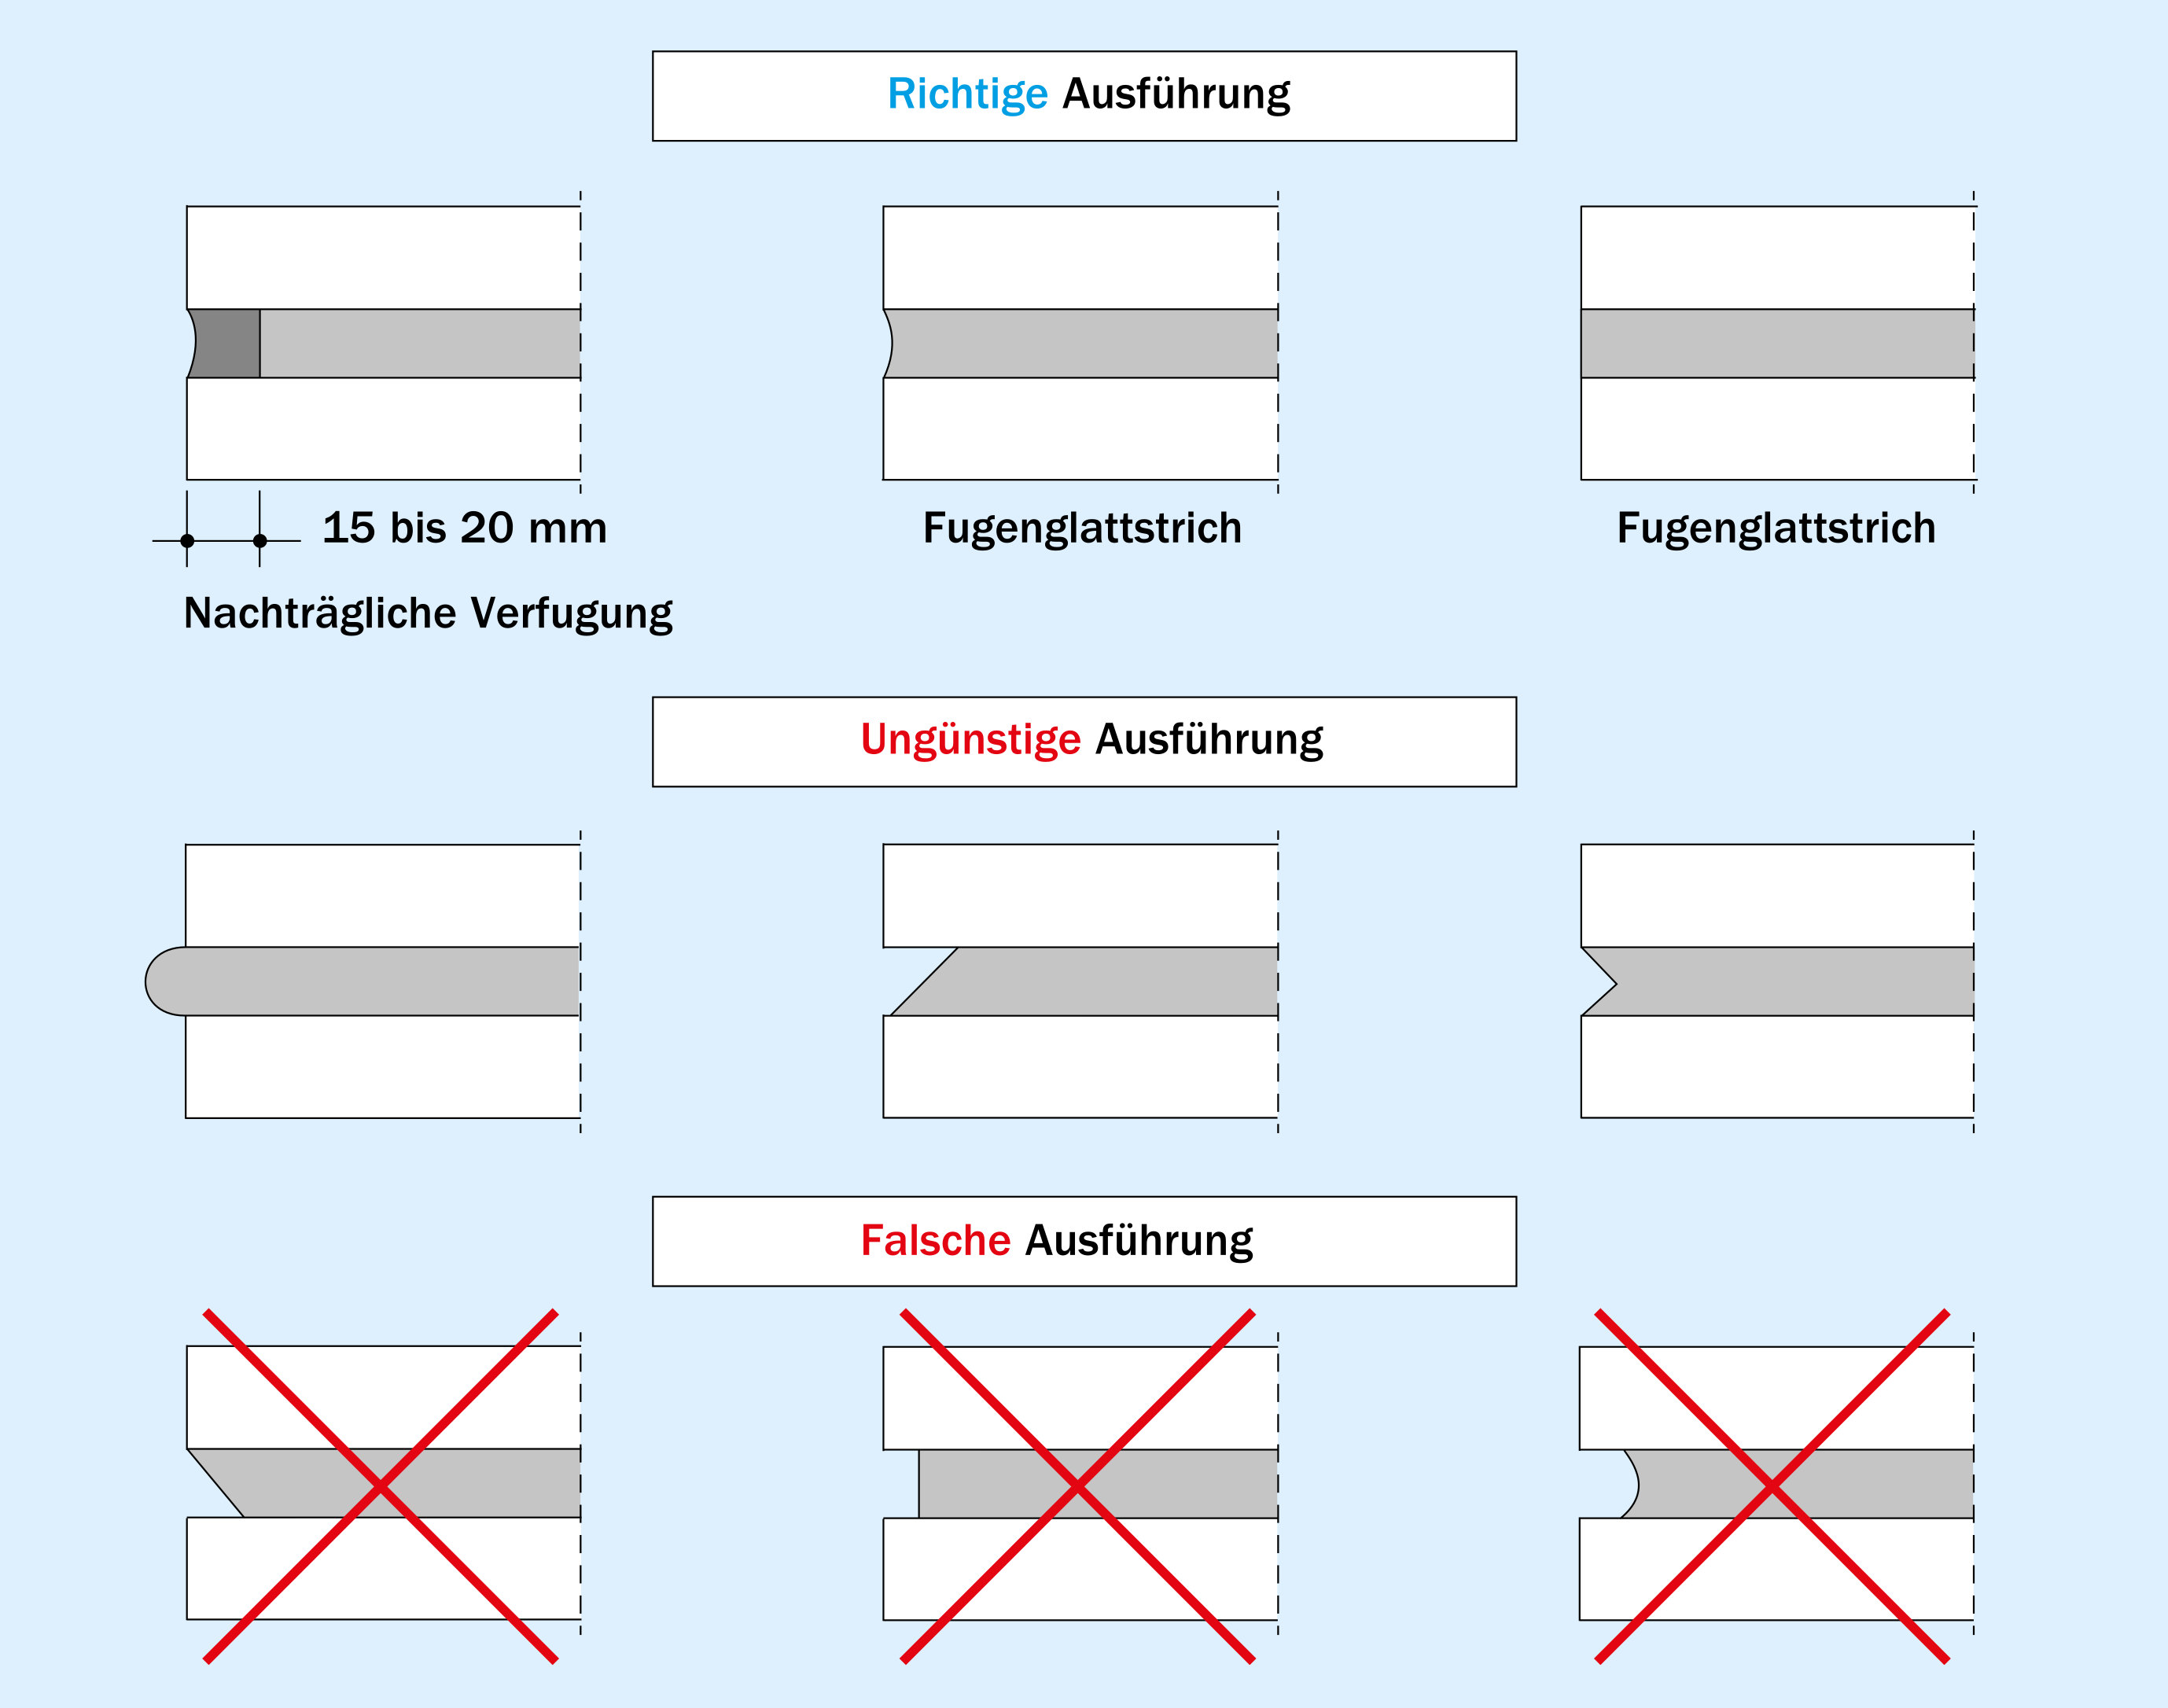 Richtige Ausführung
15 bis 20 mm
Nachträgliche Verfugung
Fugenglattstrich
Fugenglattstrich
Ungünstige Ausführung
Falsche Ausführung